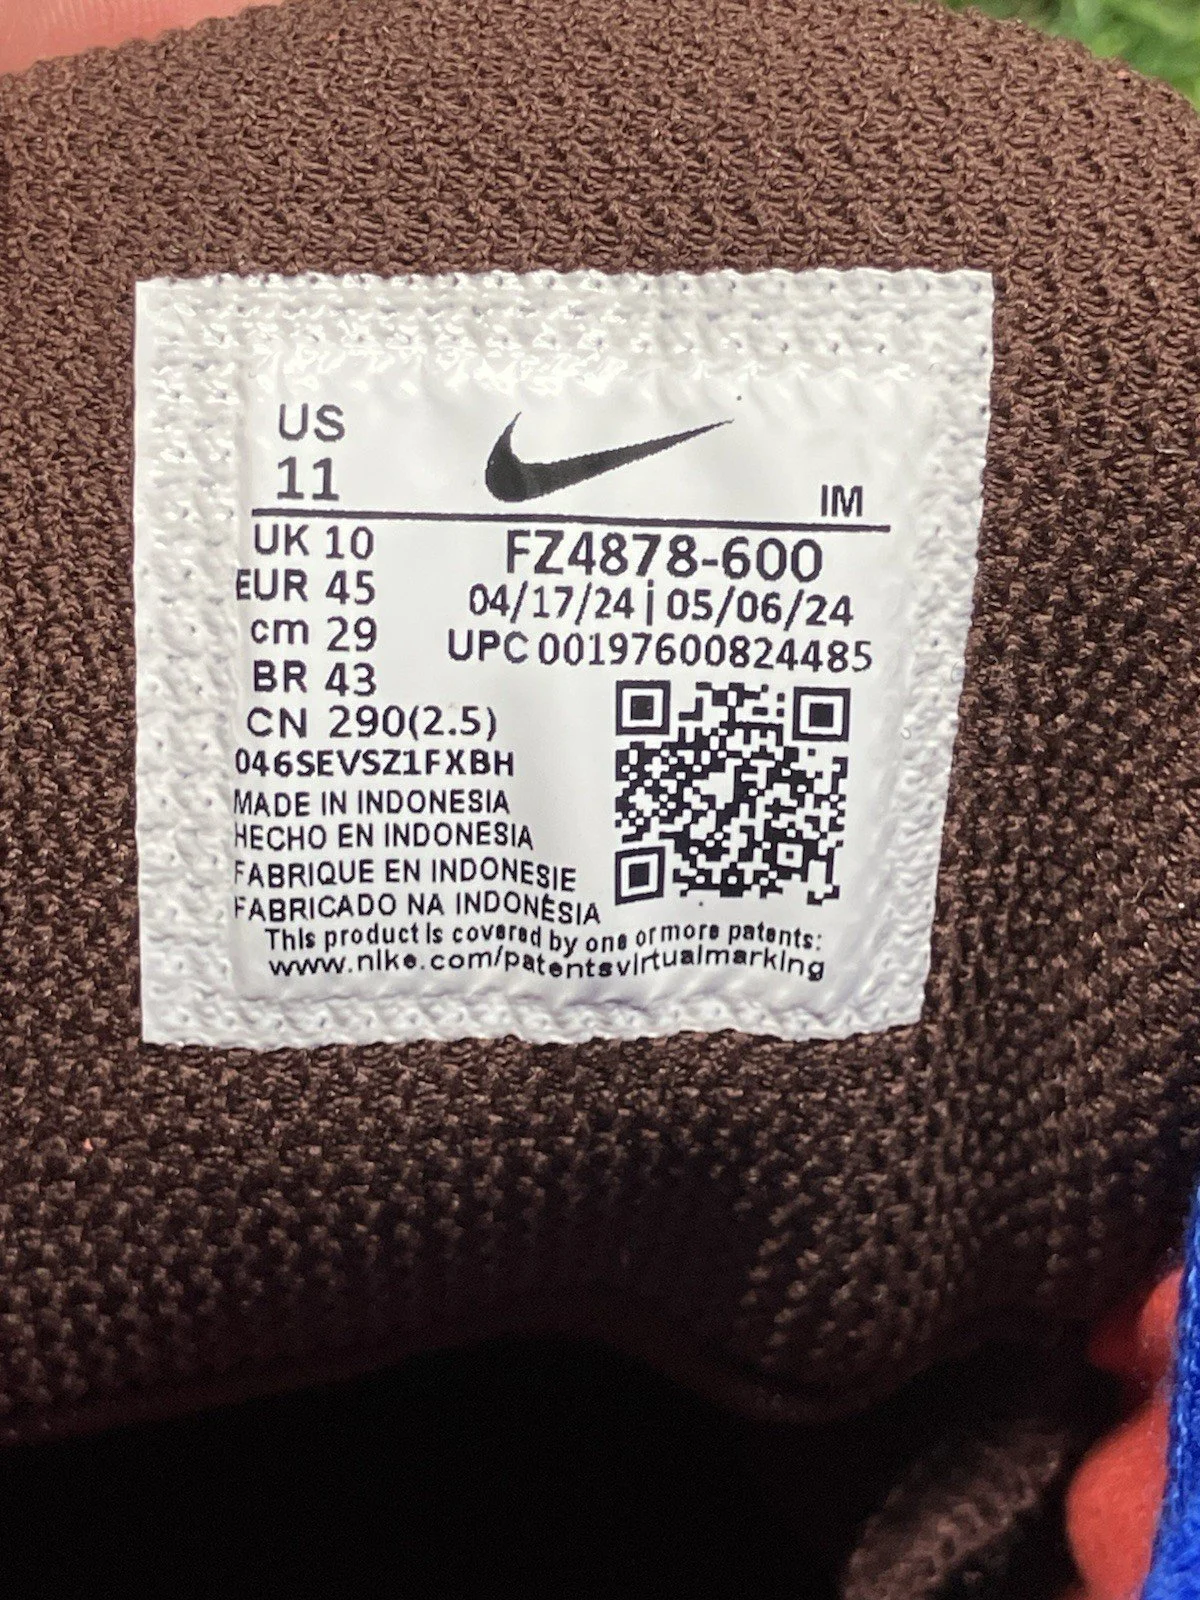 US
11
IM
UK 10
EUR 45
cm 29
BR 43
CN 290(2.5)
FZ4878-600
04/17/24 | 05/06/24
UPC 00197600824485
046SEVSZ1FXBH
MADE IN INDONESIA
HECHO EN INDONESIA
FABRIQUE EN INDONESIE
FABRICADO NA INDONÉSIA
This product is covered by one or more patents:
www.nike.com/patentsvirtualmarking